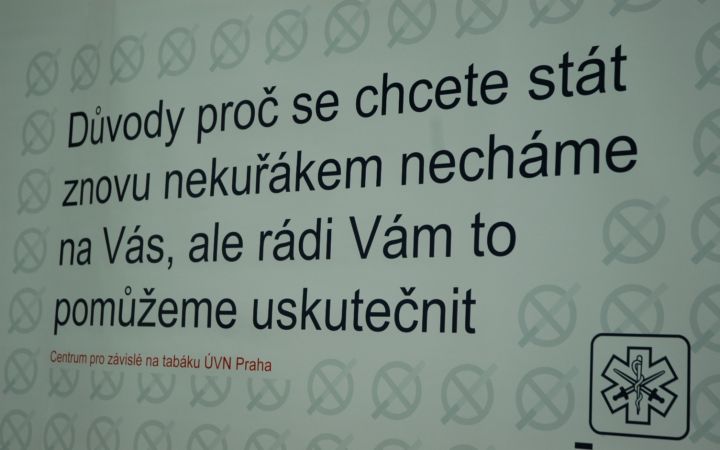 Důvody proč se chcete stát
znovu nekuřákem necháme
na Vás, ale rádi Vám to
pomůžeme uskutečnit
Centrum pro závislé na tabáku ÚVN Praha